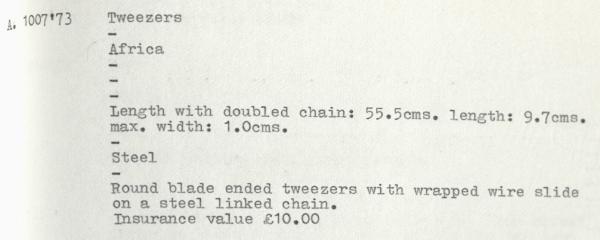 A. 1007'73 Tweezers
-
Africa
-
-
-
Length with doubled chain: 55.5cms. length: 9.7cms.
max. width: 1.0cms.
-
Steel
-
Round blade ended tweezers with wrapped wire slide
on a steel linked chain.
Insurance value £10.00